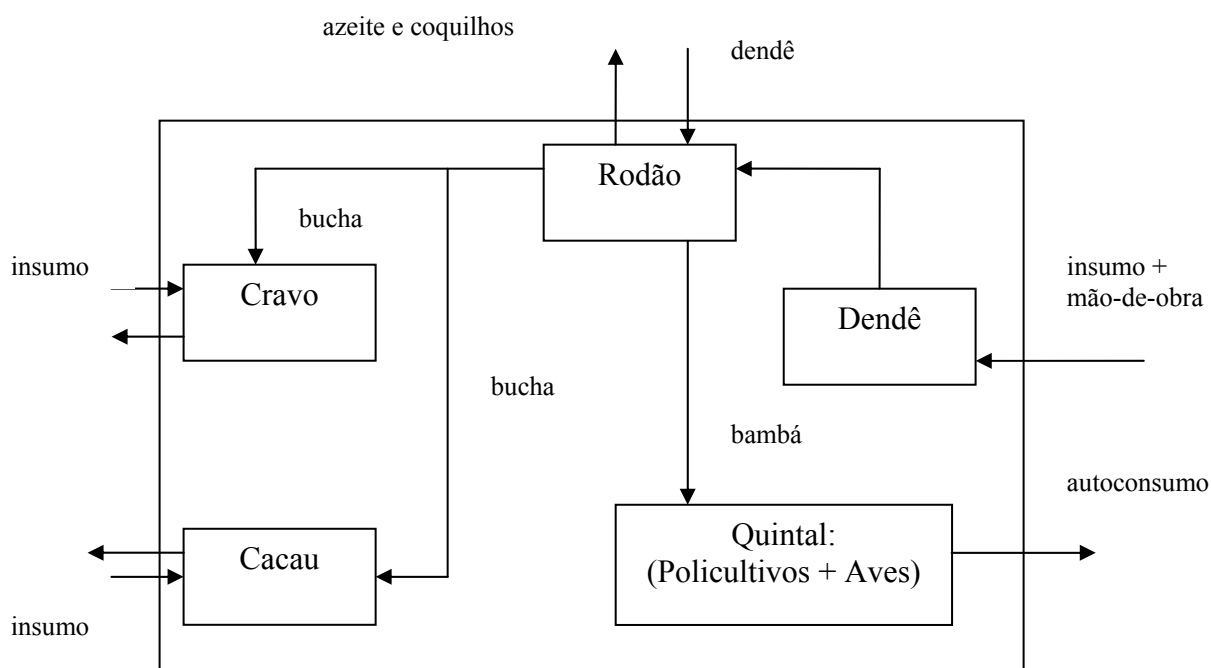 azeite e coquilhos
dendê
Rodão
bucha
insumo
Cravo
insumo +
mão-de-obra
Dendê
bucha
bambá
autoconsumo
Quintal:
(Policultivos + Aves)
Cacau
insumo